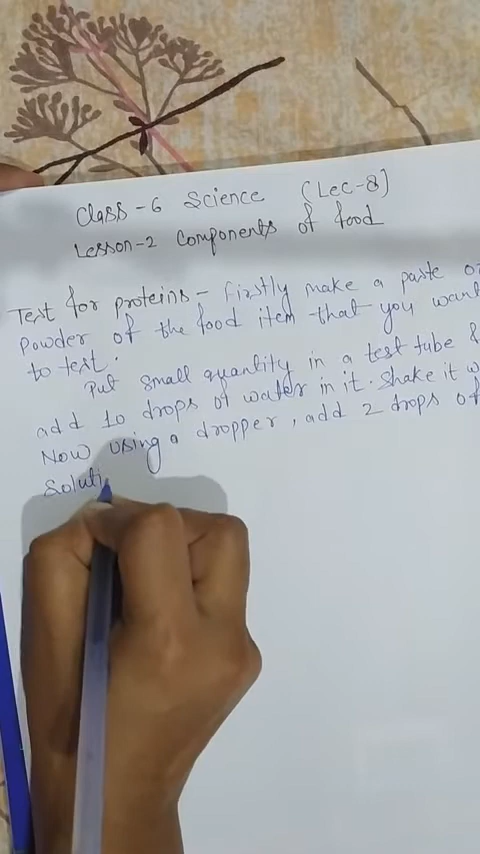 Class-6 Science (Lec-8)
Lesson-2 Components of food
Test for proteins - Firstly make a paste or
powder of the food item that you want
to test.
Put small quantity in a test tube &
add 10 drops of water in it. Shake it
Now using a dropper, add 2 drops of
Soluti